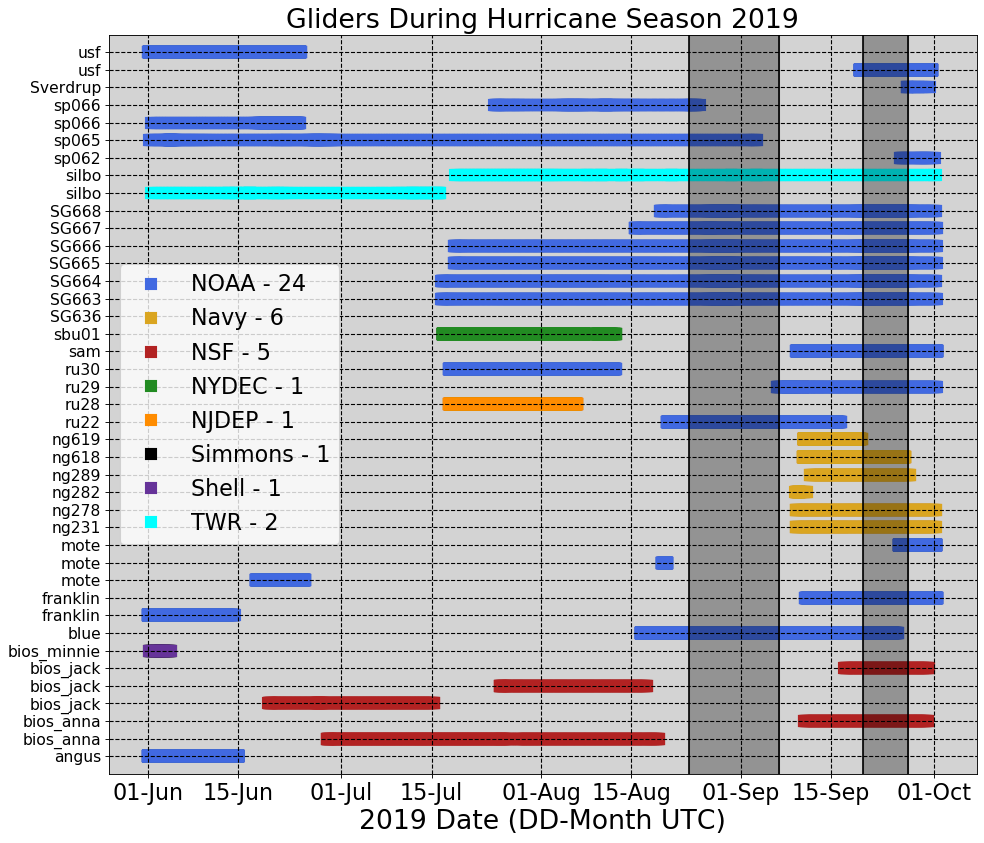 Gliders During Hurricane Season 2019
usf
usf
Sverdrup
sp066
sp066
sp065
sp062
silbo
silbo
SG668
SG667
SG666
SG665
SG664
SG663
SG636
sbu01
sam
ru30
ru29
ru28
ru22
ng619
ng618
ng289
ng282
ng278
ng231
mote
mote
mote
franklin
franklin
blue
bios_minnie
bios_jack
bios_jack
bios_jack
bios_anna
bios_anna
angus
NOAA - 24
Navy - 6
NSF - 5
NYDEC - 1
NJDEP - 1
Simmons - 1
Shell - 1
TWR - 2
01-Jun 15-Jun 01-Jul 15-Jul 01-Aug 15-Aug 01-Sep 15-Sep 01-Oct
2019 Date (DD-Month UTC)